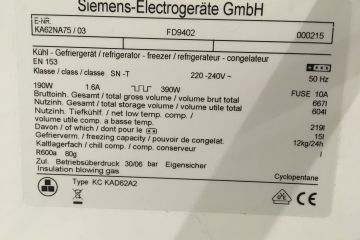 Siemens-Electrogeräte GmbH
E-NR.
KA62NA75 / 03 FD9402 000215
Kühl - Gefriergerät / refrigerator - freezer / refrigerateur - congelateur
EN 153
Klasse / class / classe SN -T 220 -240V ~ 50 Hz
190W 1.6A 390W FUSE 10A
Bruttoinh. Gesamt / total gross volume / volume brut total 667l
Nutzinh. Gesamt / total storage volume / volume utile total 604l
Nutzinh. Tiefkühlf. / net low temp. comp. /
volume utile comp. a basse temp. 219l
Davon / of which / dont pour le 15l
Gefrierverm. / freezing capacity / pouvoir de congelat. 12kg/24h
Kaltlagerfach / chill comp. / comp. conserveur l
R600a 80g
Zul. Betriebsüberdruck 30/06 bar Eigensicher
Insulation blowing gas Cyclopentane
Type KC KAD62A2